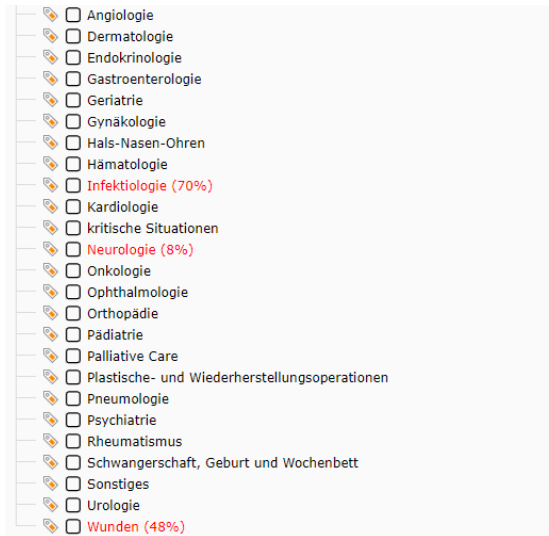 Angiologie
Dermatologie
Endokrinologie
Gastroenterologie
Geriatrie
Gynäkologie
Hals-Nasen-Ohren
Hämatologie
Infektiologie (70%)
Kardiologie
kritische Situationen
Neurologie (8%)
Onkologie
Ophthalmologie
Orthopädie
Pädiatrie
Palliative Care
Plastische- und Wiederherstellungsoperationen
Pneumologie
Psychiatrie
Rheumatismus
Schwangerschaft, Geburt und Wochenbett
Sonstiges
Urologie
Wunden (48%)